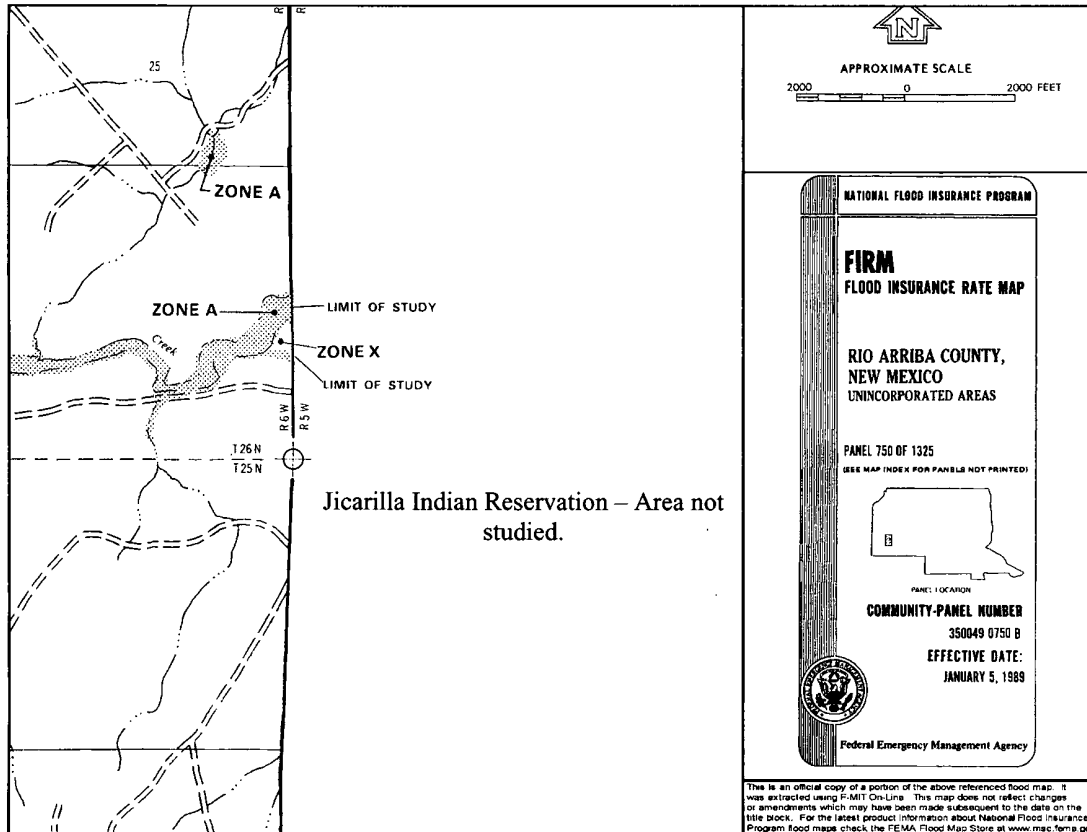 R
R
25
ZONE A
ZONE A
LIMIT OF STUDY
Creek
ZONE X
LIMIT OF STUDY
R6W
R5W
T26N
T25N
Jicarilla Indian Reservation – Area not
studied.
N
APPROXIMATE SCALE
2000 0 2000 FEET
NATIONAL FLOOD INSURANCE PROGRAM
FIRM
FLOOD INSURANCE RATE MAP
RIO ARRIBA COUNTY,
NEW MEXICO
UNINCORPORATED AREAS
PANEL 750 OF 1325
(SEE MAP INDEX FOR PANELS NOT PRINTED)
PANEL LOCATION
COMMUNITY-PANEL NUMBER
350049 0750 B
EFFECTIVE DATE:
JANUARY 5, 1989
Federal Emergency Management Agency
This is an official copy of a portion of the above referenced flood map. It
was extracted using F-MIT On-Line. This map does not reflect changes
or amendments which may have been made subsequent to the date on the
title block. For the latest product information about National Flood Insurance
Program flood maps check the FEMA Flood Map Store at www.msc.fema.go